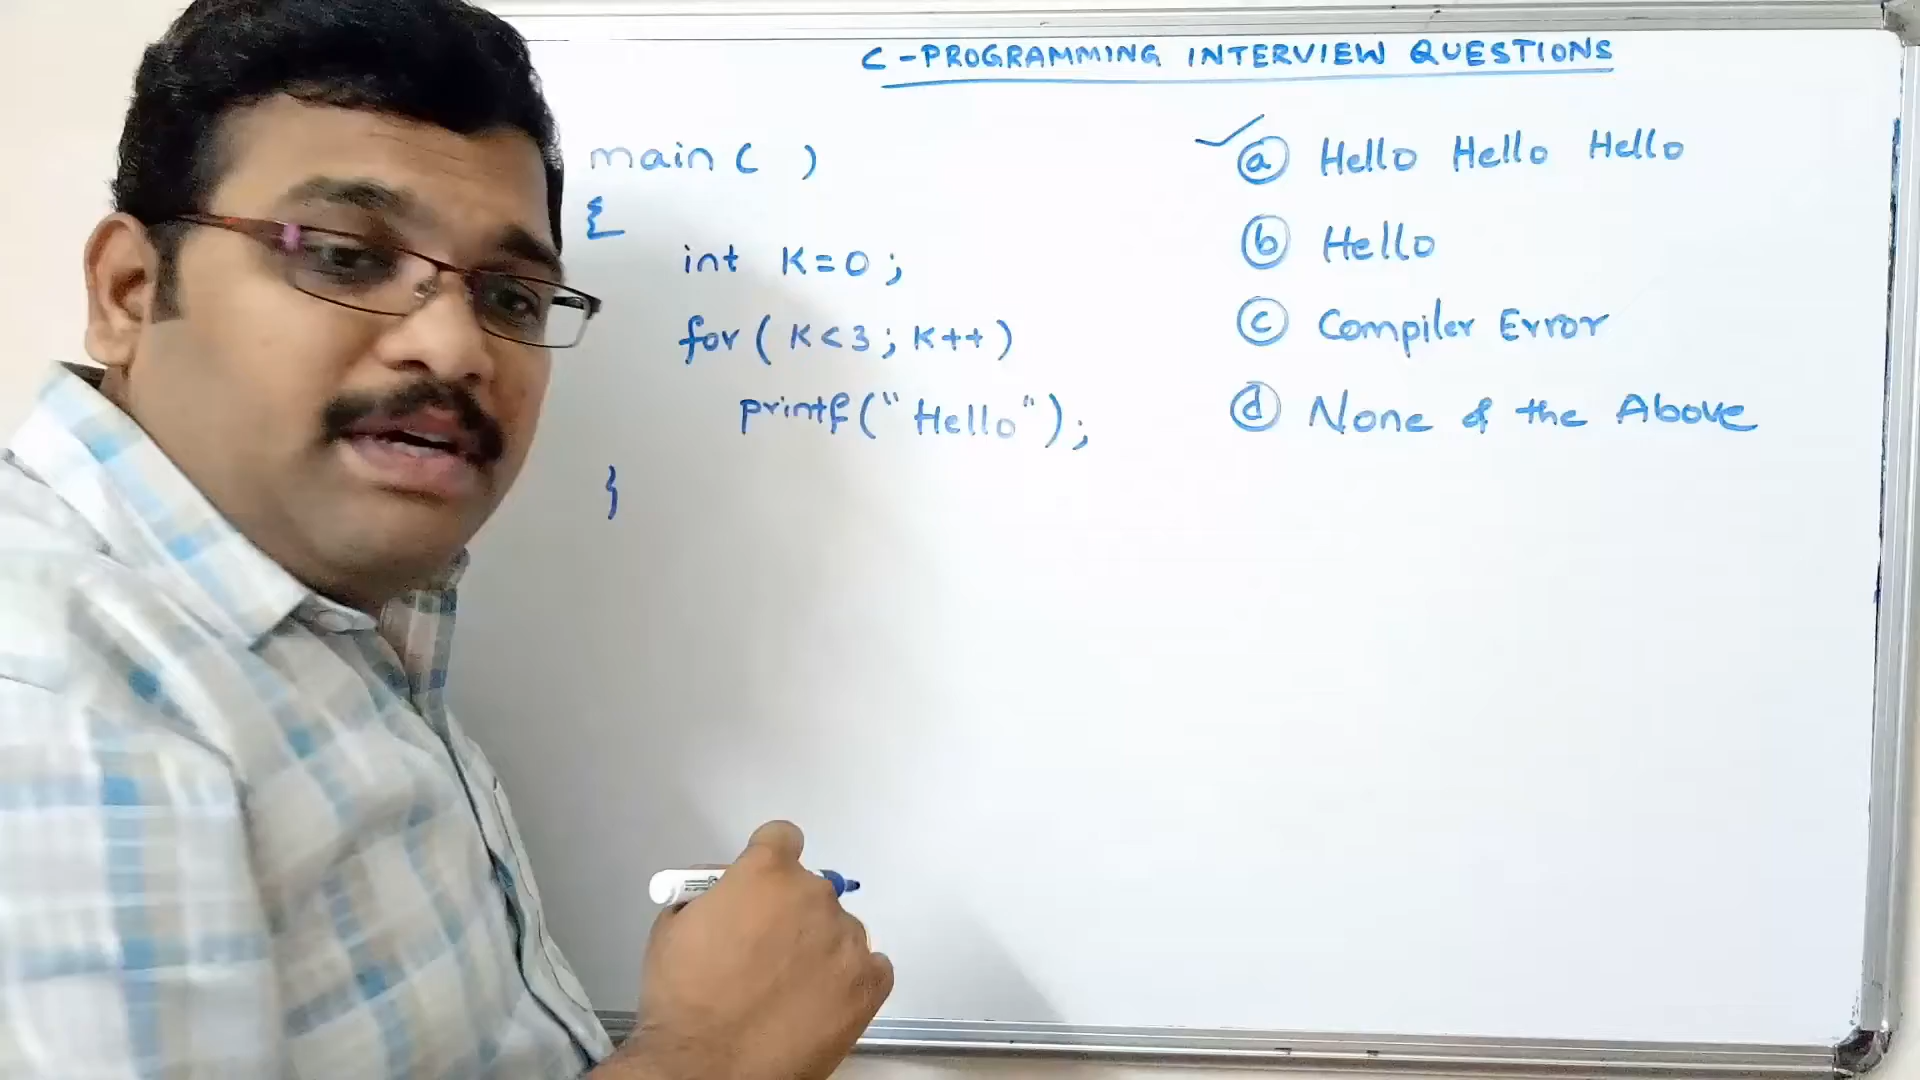 C-PROGRAMMING INTERVIEW QUESTIONS
main( )
{
int K=0;
for(K<3; K++)
printf("Hello");
}
a Hello Hello Hello
b Hello
c Compiler Error
d None of the Above